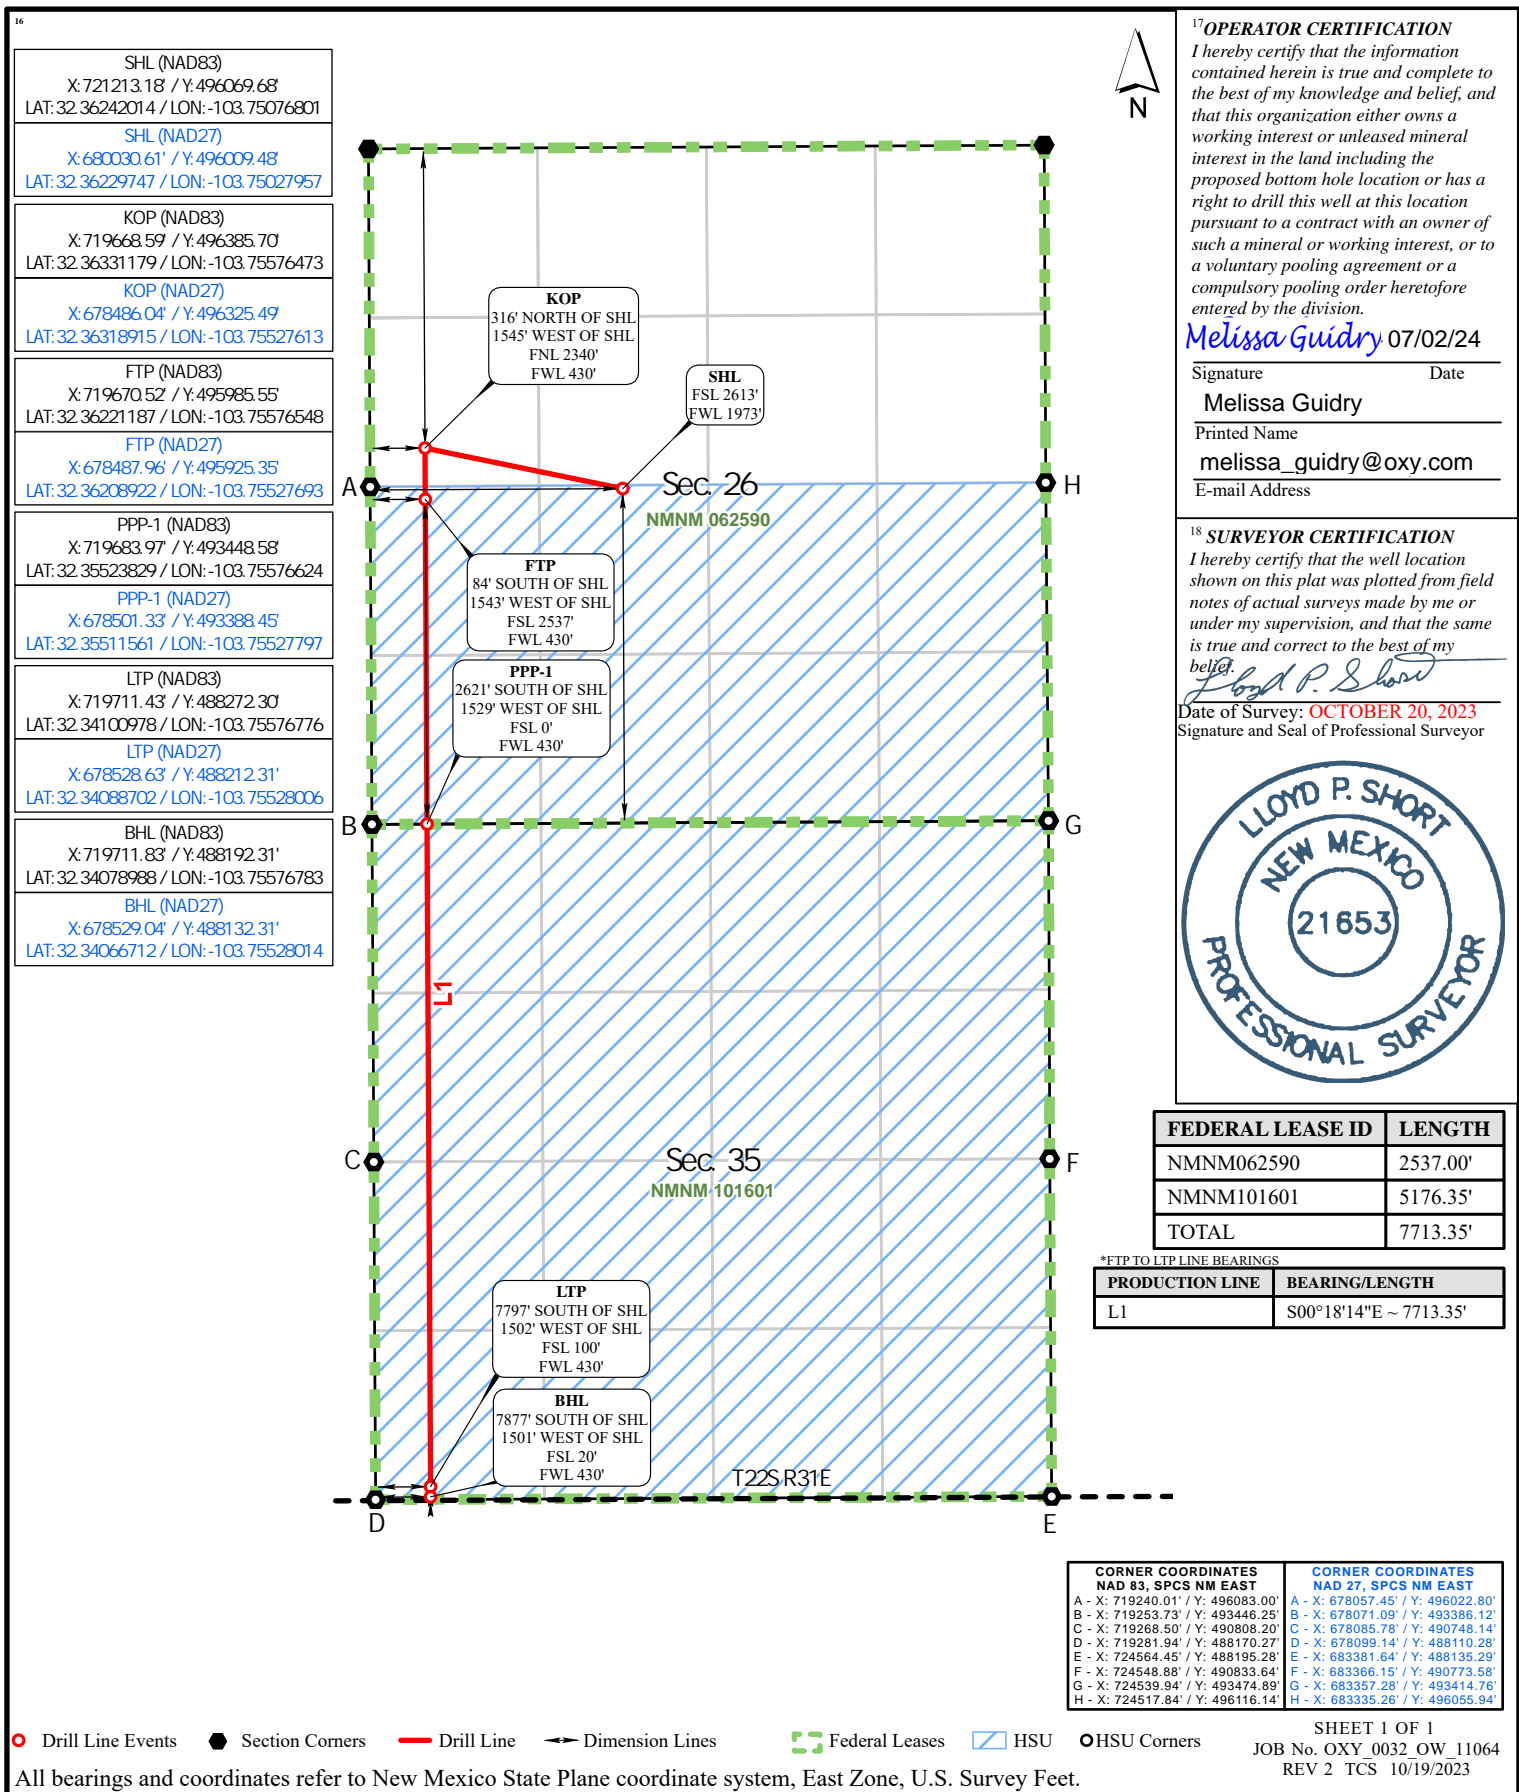 16
SHL (NAD83)
X: 721213.18' / Y: 496069.68'
LAT: 32.36242014 / LON: -103.75076801
SHL (NAD27)
X: 680030.61' / Y: 496009.48'
LAT: 32.36229747 / LON: -103.75027957
KOP (NAD83)
X: 719668.59' / Y: 496385.70'
LAT: 32.36331179 / LON: -103.75576473
KOP (NAD27)
X: 678486.04' / Y: 496325.49'
LAT: 32.36318915 / LON: -103.75527613
FTP (NAD83)
X: 719670.52' / Y: 495985.55'
LAT: 32.36221187 / LON: -103.75576548
FTP (NAD27)
X: 678487.96' / Y: 495925.35'
LAT: 32.36208922 / LON: -103.75527693
PPP-1 (NAD83)
X: 719683.97' / Y: 493448.58'
LAT: 32.35523829 / LON: -103.75576624
PPP-1 (NAD27)
X: 678501.33' / Y: 493388.45'
LAT: 32.35511561 / LON: -103.75527797
LTP (NAD83)
X: 719711.43' / Y: 488272.30'
LAT: 32.34100978 / LON: -103.75576776
LTP (NAD27)
X: 678528.63' / Y: 488212.31'
LAT: 32.34088702 / LON: -103.75528006
BHL (NAD83)
X: 719711.83' / Y: 488192.31'
LAT: 32.34078988 / LON: -103.75576783
BHL (NAD27)
X: 678529.04' / Y: 488132.31'
LAT: 32.34066712 / LON: -103.75528014
N
KOP
316' NORTH OF SHL
1545' WEST OF SHL
FNL 2340'
FWL 430'
SHL
FSL 2613'
FWL 1973'
A
Sec. 26
H
NMNM 062590
FTP
84' SOUTH OF SHL
1543' WEST OF SHL
FSL 2537'
FWL 430'
PPP-1
2621' SOUTH OF SHL
1529' WEST OF SHL
FSL 0'
FWL 430'
B
G
L1
C
Sec. 35
F
NMNM 101601
LTP
7797' SOUTH OF SHL
1502' WEST OF SHL
FSL 100'
FWL 430'
BHL
7877' SOUTH OF SHL
1501' WEST OF SHL
FSL 20'
FWL 430'
T22S R31E
D
E
17 OPERATOR CERTIFICATION
I hereby certify that the information
contained herein is true and complete to
the best of my knowledge and belief, and
that this organization either owns a
working interest or unleased mineral
interest in the land including the
proposed bottom hole location or has a
right to drill this well at this location
pursuant to a contract with an owner of
such a mineral or working interest, or to
a voluntary pooling agreement or a
compulsory pooling order heretofore
entered by the division.
Melissa Guidry 07/02/24
Signature Date
Melissa Guidry
Printed Name
melissa_guidry@oxy.com
E-mail Address
18 SURVEYOR CERTIFICATION
I hereby certify that the well location
shown on this plat was plotted from field
notes of actual surveys made by me or
under my supervision, and that the same
is true and correct to the best of my
belief.
Lloyd P. Short
Date of Survey: OCTOBER 20, 2023
Signature and Seal of Professional Surveyor
LLOYD P. SHORT
NEW MEXICO
21653
PROFESSIONAL SURVEYOR
FEDERAL LEASE ID LENGTH
NMNM062590 2537.00'
NMNM101601 5176.35'
TOTAL 7713.35'
*FTP TO LTP LINE BEARINGS
PRODUCTION LINE BEARING/LENGTH
L1 S00°18'14"E ~ 7713.35'
CORNER COORDINATES
NAD 83, SPCS NM EAST
A - X: 719240.01' / Y: 496083.00'
B - X: 719253.73' / Y: 493446.25'
C - X: 719268.50' / Y: 490808.20'
D - X: 719281.94' / Y: 488170.27'
E - X: 724564.45' / Y: 488195.28'
F - X: 724548.88' / Y: 490833.64'
G - X: 724539.94' / Y: 493474.89'
H - X: 724517.84' / Y: 496116.14'
CORNER COORDINATES
NAD 27, SPCS NM EAST
A - X: 678057.45' / Y: 496022.80'
B - X: 678071.09' / Y: 493386.12'
C - X: 678085.78' / Y: 490748.14'
D - X: 678099.14' / Y: 488110.28'
E - X: 683381.64' / Y: 488135.29'
F - X: 683366.15' / Y: 490773.58'
G - X: 683357.28' / Y: 493414.76'
H - X: 683335.26' / Y: 496055.94'
Drill Line Events Section Corners Drill Line Dimension Lines Federal Leases HSU HSU Corners
SHEET 1 OF 1
JOB No. OXY_0032_OW_11064
REV 2 TCS 10/19/2023
All bearings and coordinates refer to New Mexico State Plane coordinate system, East Zone, U.S. Survey Feet.